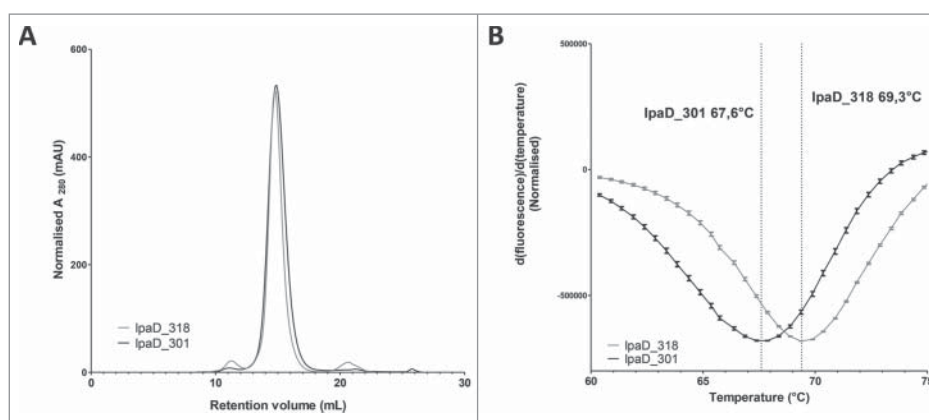 A
600
400
200
0
Normalised A 280 (mAU)
IpaD_318
IpaD_301
0 10 20 30
Retention volume (mL)
B
500000
0
-500000
d(fluorescence)/d(temperature)
(Normalised)
IpaD_318 69,3°C
IpaD_301 67,6°C
IpaD_318
IpaD_301
60 65 70 75
Temperature (°C)